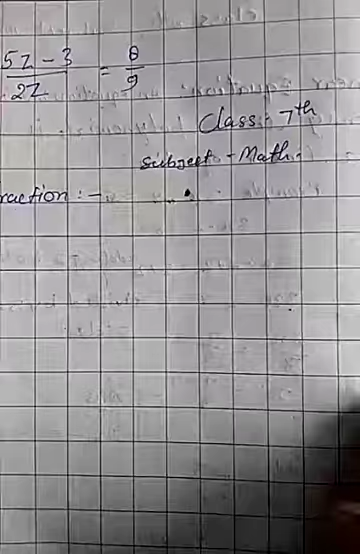 5z - 3 / 2z = 8 / 9
Class:- 7th
Subject - Math.
raction :-